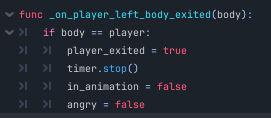 func _on_player_left_body_exited(body):
if body == player:
player_exited = true
timer.stop()
in_animation = false
angry = false